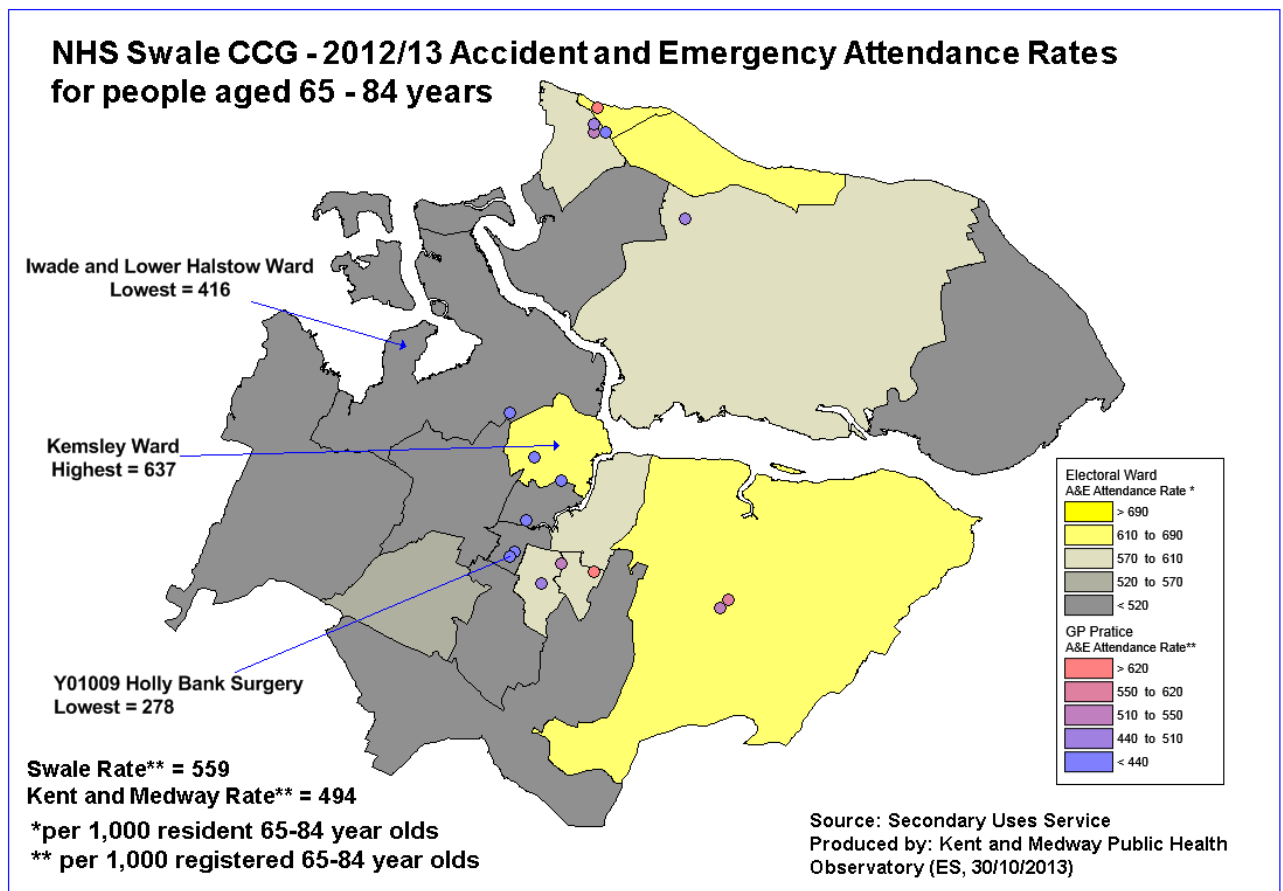 NHS Swale CCG - 2012/13 Accident and Emergency Attendance Rates
for people aged 65 - 84 years
Iwade and Lower Halstow Ward
Lowest = 416
Kemsley Ward
Highest = 637
Y01009 Holly Bank Surgery
Lowest = 278
Electoral Ward
A&E Attendance Rate *
> 690
610 to 690
570 to 610
520 to 570
< 520
GP Pratice
A&E Attendance Rate**
> 620
550 to 620
510 to 550
440 to 510
< 440
Swale Rate** = 559
Kent and Medway Rate** = 494
*per 1,000 resident 65-84 year olds
** per 1,000 registered 65-84 year olds
Source: Secondary Uses Service
Produced by: Kent and Medway Public Health
Observatory (ES, 30/10/2013)